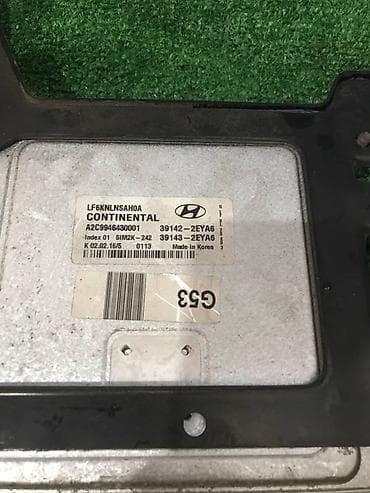 LF6KNLNSAH0A
CONTINENTAL
A2C9946430001 39142-2EYA6
Index 01 SIM2K-242 39143-2EYA6
K 02.02.16/5 0113 Made in Korea
G53